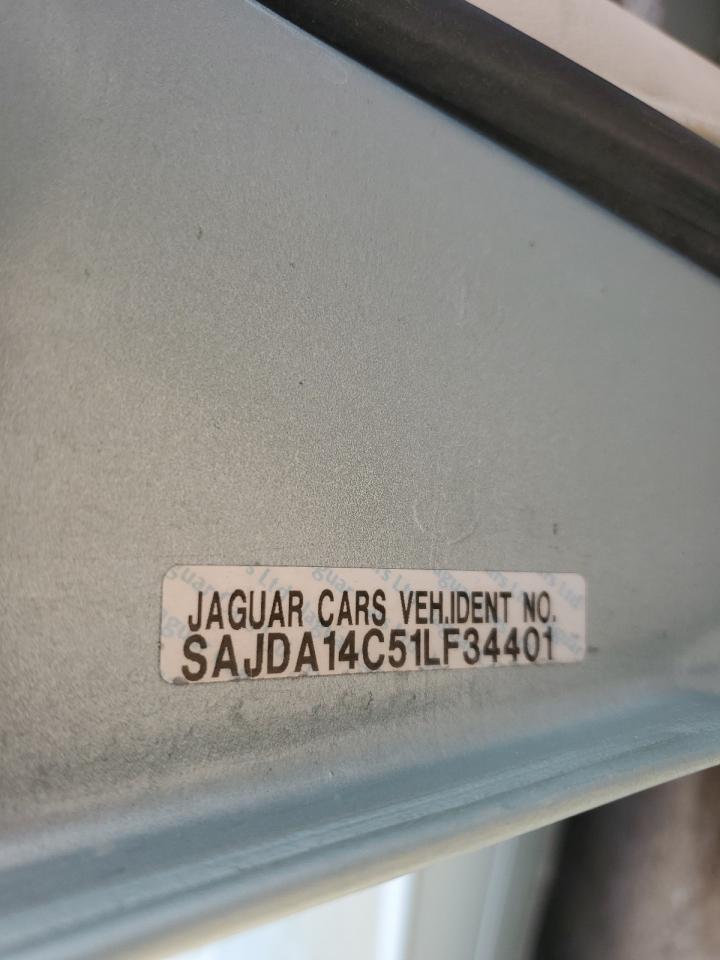 JAGUAR CARS VEH.IDENT NO.
SAJDA14C51LF34401